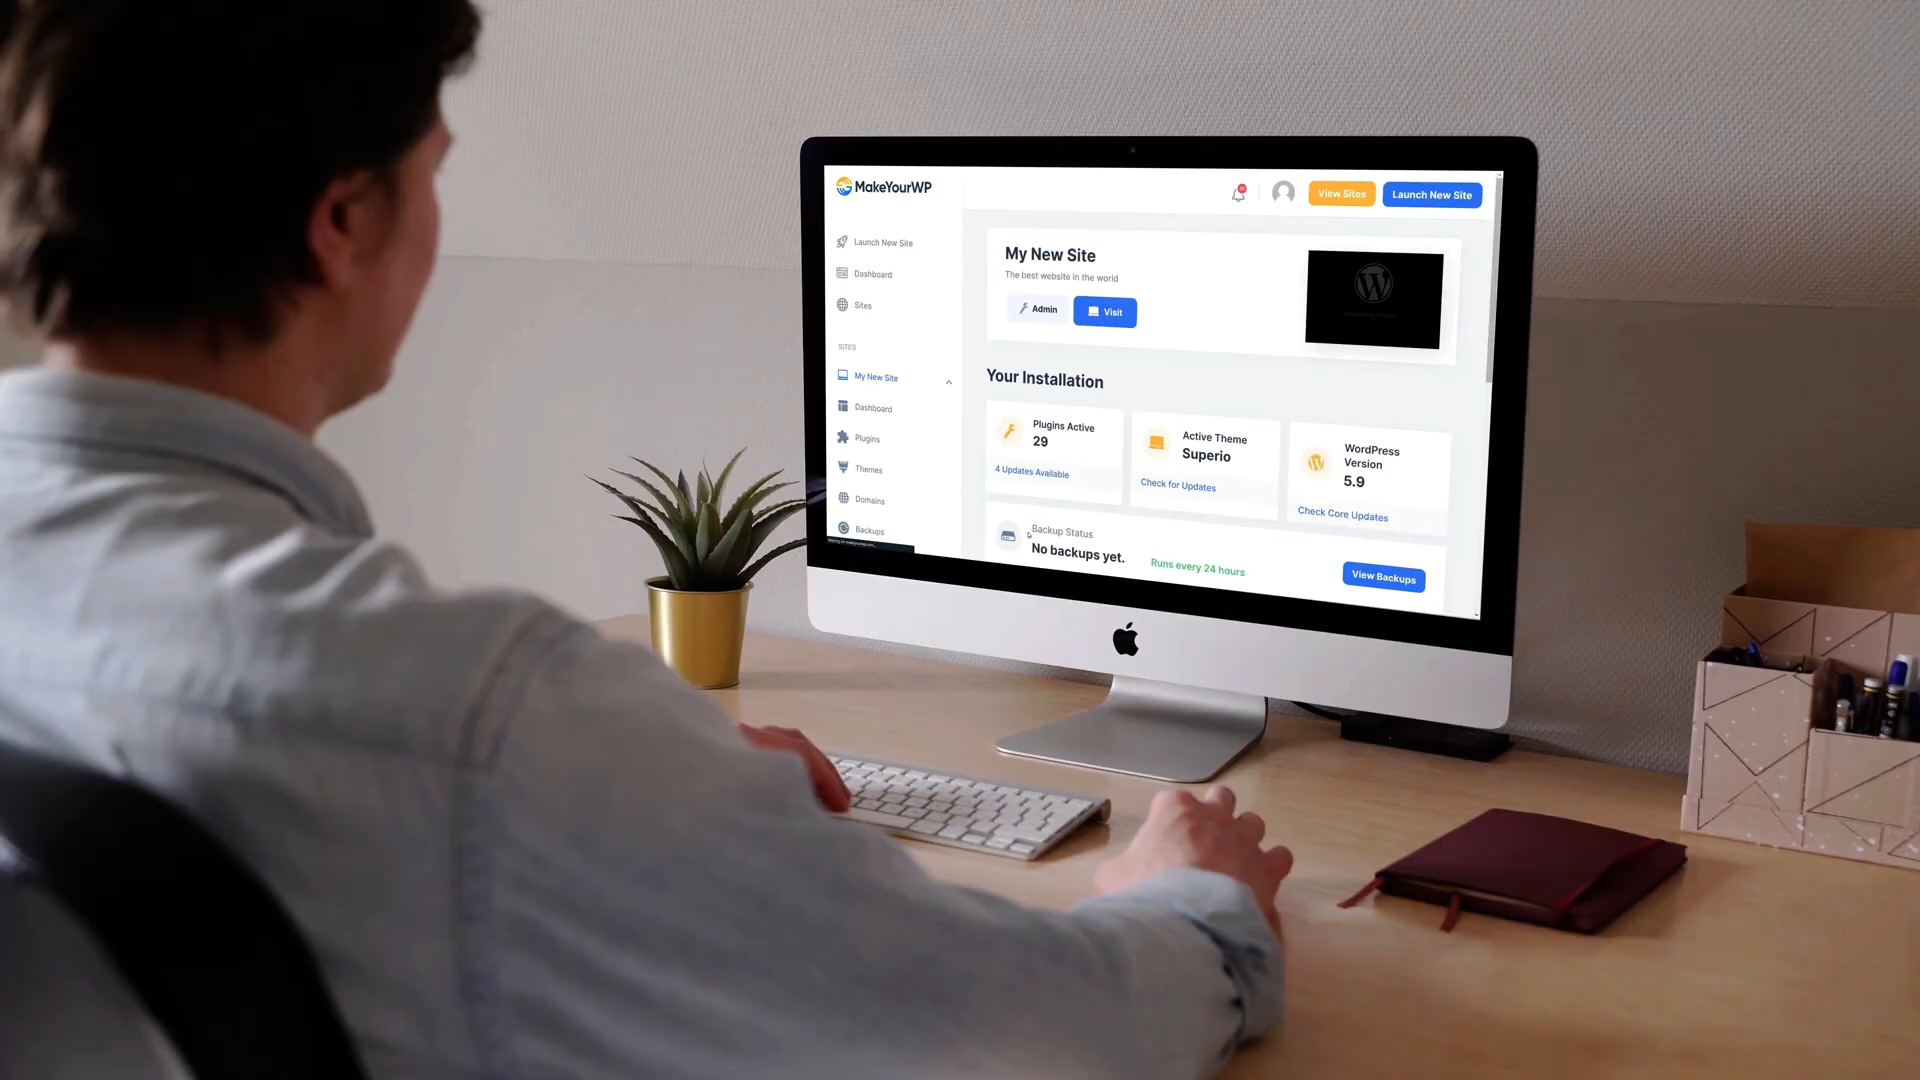 MakeYourWP
View Sites
Launch New Site
Launch New Site
Dashboard
Sites
SITES
My New Site
Dashboard
Plugins
Themes
Domains
Backups
My New Site
The best website in the world
Admin
Visit
Your Installation
Plugins Active
29
4 Updates Available
Active Theme
Superio
Check for Updates
WordPress
Version
5.9
Check Core Updates
Backup Status
No backups yet.
Runs every 24 hours
View Backups